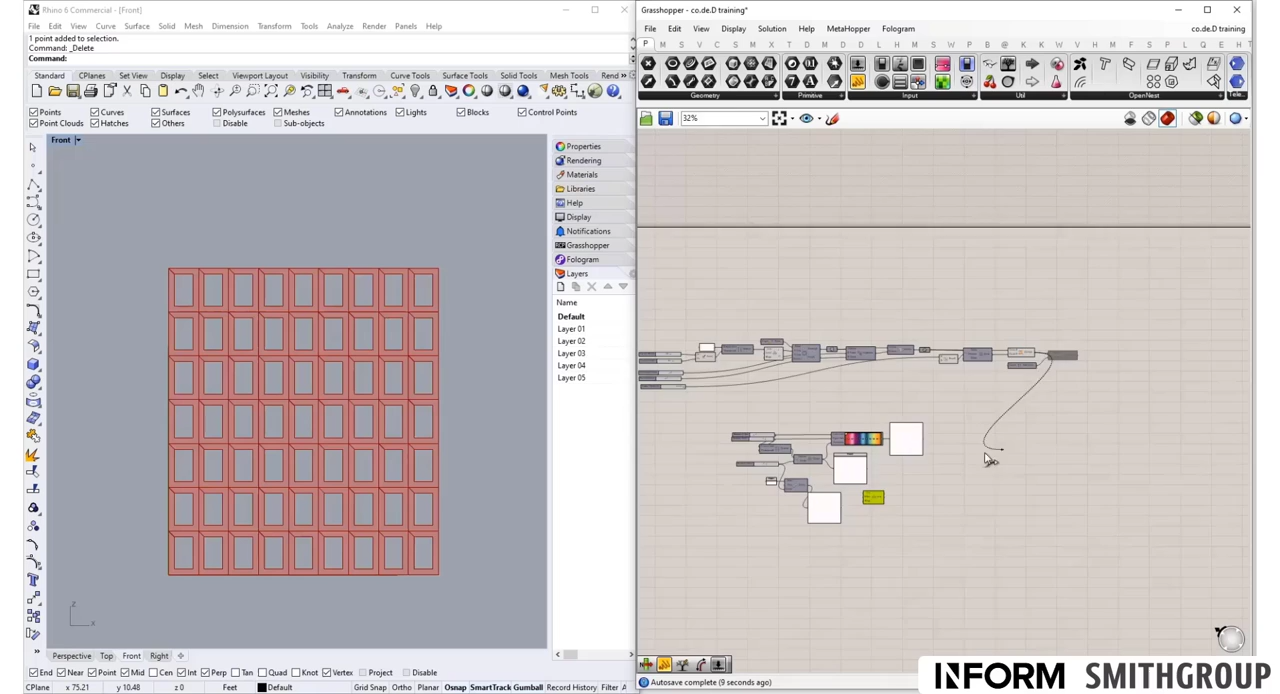 Rhino 6 Commercial - [Front]
File Edit View Curve Surface Solid Mesh Dimension Transform Tools Analyze Render Panels Help
1 point added to selection.
Command: _Delete
Command:
Standard CPlanes Set View Display Select Viewport Layout Visibility Transform Curve Tools Surface Tools Solid Tools Mesh Tools Rend »
Points Curves Surfaces Polysurfaces Meshes Annotations Lights Blocks Control Points
Point Clouds Hatches Others Disable Sub-objects
Front
Properties
Rendering
Materials
Libraries
Help
Display
Notifications
Grasshopper
Fologram
Layers
Name
Default
Layer 01
Layer 02
Layer 03
Layer 04
Layer 05
z
x
Perspective Top Front Right
End Near Point Mid Cen Int Perp Tan Quad Knot Vertex Project Disable
CPlane x 75.21 y 10.48 z 0 Feet Default Grid Snap Ortho Planar Osnap SmartTrack Gumball Record History Filter
Grasshopper - co.de.D training*
File Edit View Display Solution Help MetaHopper Fologram
co.de.D training*
P M S V C S M I T D M D D A E H L M S W P B O A K W M F O S R E N H T
Geometry Primitive Input Util OpenNest Tele..
32%
Autosave complete (9 seconds ago)
INFORM SMITHGROUP